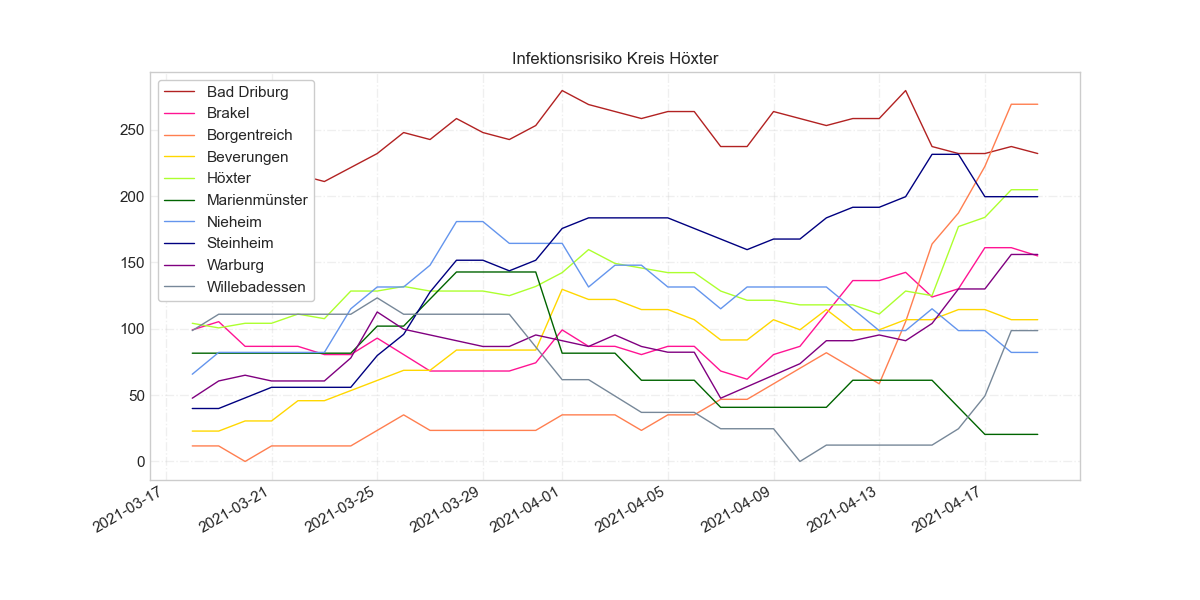 Infektionsrisiko Kreis Höxter
Bad Driburg
Brakel
Borgentreich
Beverungen
Höxter
Marienmünster
Nieheim
Steinheim
Warburg
Willebadessen
250
200
150
100
50
0
2021-03-17
2021-03-21
2021-03-25
2021-03-29
2021-04-01
2021-04-05
2021-04-09
2021-04-13
2021-04-17